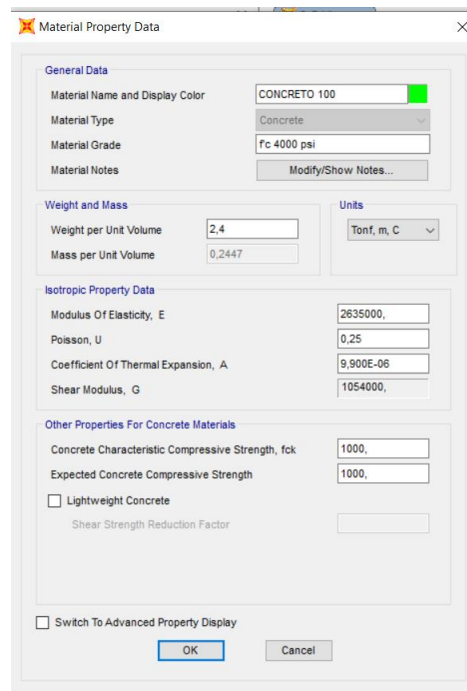 Material Property Data
General Data
Material Name and Display Color CONCRETO 100
Material Type Concrete
Material Grade f'c 4000 psi
Material Notes Modify/Show Notes...
Weight and Mass Units
Weight per Unit Volume 2,4 Tonf, m, C
Mass per Unit Volume 0,2447
Isotropic Property Data
Modulus Of Elasticity, E 2635000,
Poisson, U 0,25
Coefficient Of Thermal Expansion, A 9,900E-06
Shear Modulus, G 1054000,
Other Properties For Concrete Materials
Concrete Characteristic Compressive Strength, fck 1000,
Expected Concrete Compressive Strength 1000,
Lightweight Concrete
Shear Strength Reduction Factor
Switch To Advanced Property Display
OK Cancel